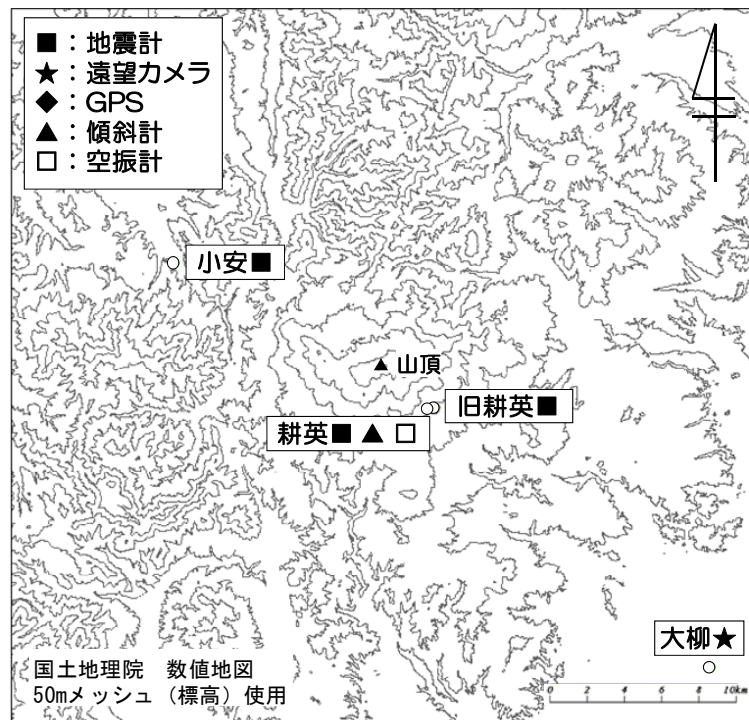 ■：地震計
★：遠望カメラ
◆：GPS
▲：傾斜計
□：空振計
小安■
▲山頂
旧耕英■
耕英■▲□
大柳★
国土地理院　数値地図
50mメッシュ（標高）使用
0 2 4 6 8 10km